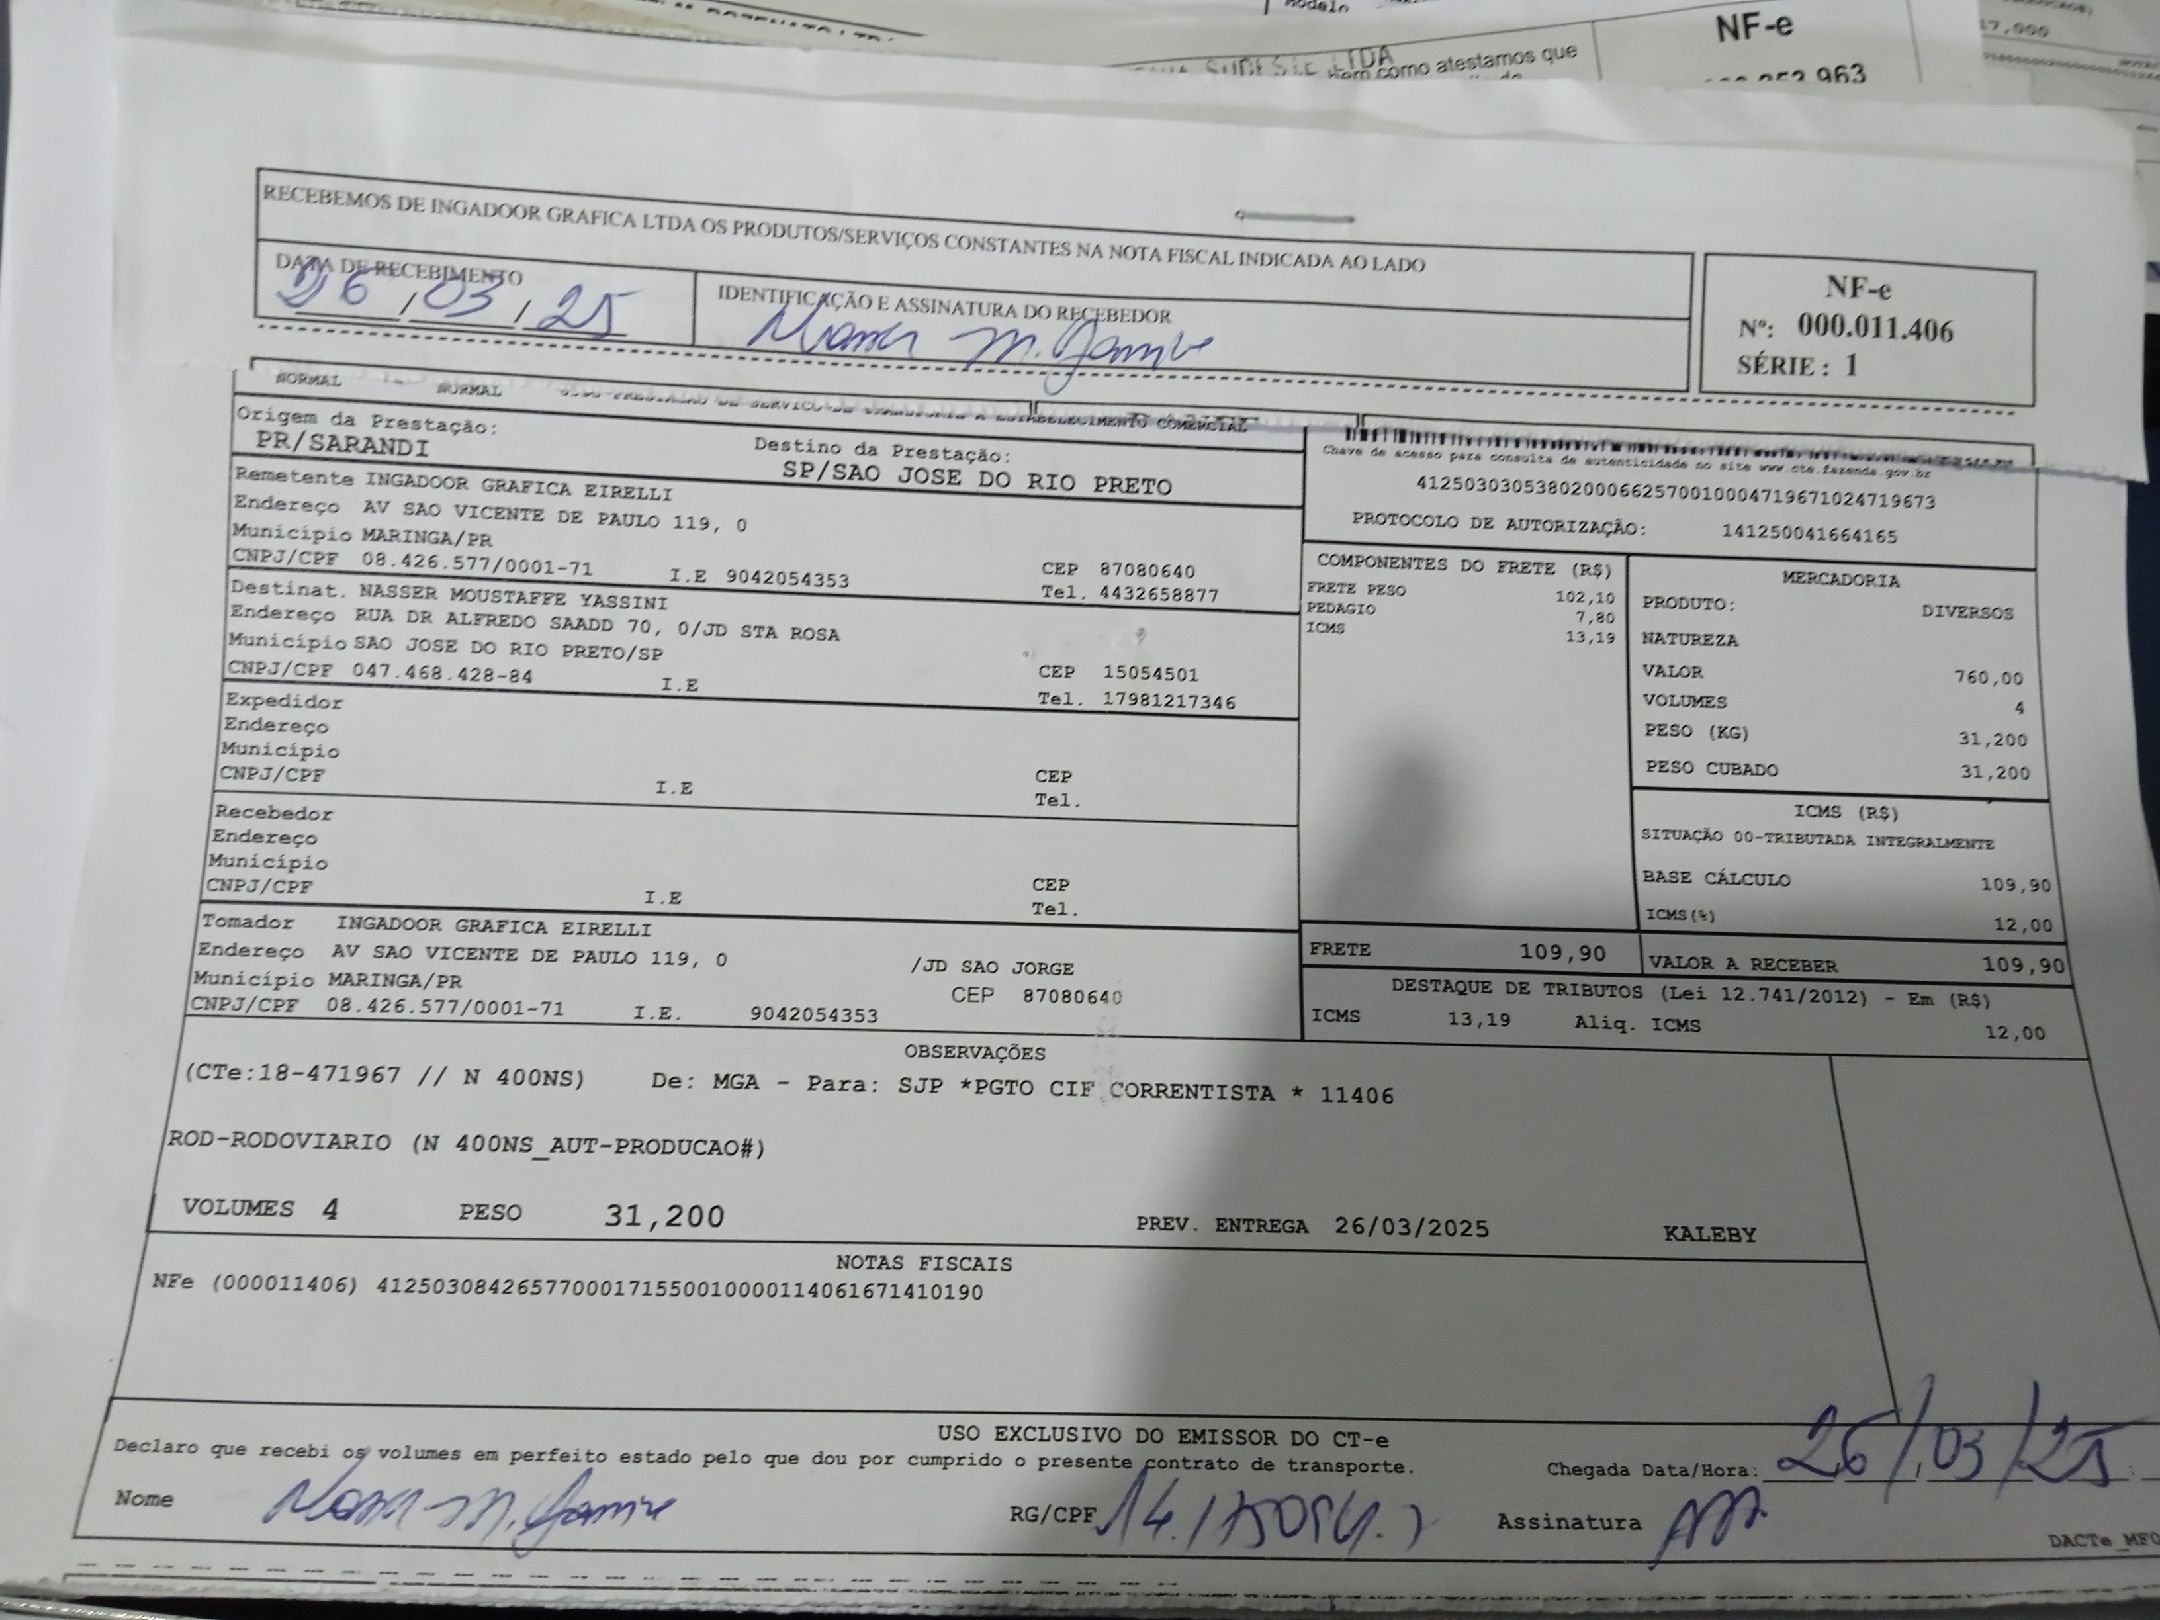 Modelo
NF-e
tem como atestamos que
17,000
RECEBEMOS DE INGADOOR GRAFICA LTDA OS PRODUTOS/SERVIÇOS CONSTANTES NA NOTA FISCAL INDICADA AO LADO
DATA DE RECEBIMENTO
26/03/25
IDENTIFICAÇÃO E ASSINATURA DO RECEBEDOR
NF-e
Nº: 000.011.406
SÉRIE: 1
NORMAL NORMAL
Origem da Prestação:
PR/SARANDI
Destino da Prestação:
SP/SAO JOSE DO RIO PRETO
Remetente INGADOOR GRAFICA EIRELLI
Endereço AV SAO VICENTE DE PAULO 119, 0
Município MARINGA/PR
CNPJ/CPF 08.426.577/0001-71 I.E 9042054353
CEP 87080640
Tel. 4432658877
Destinat. NASSER MOUSTAFFE YASSINI
Endereço RUA DR ALFREDO SAADD 70, 0/JD STA ROSA
Município SAO JOSE DO RIO PRETO/SP
CNPJ/CPF 047.468.428-84 I.E
CEP 15054501
Tel. 17981217346
Expedidor
Endereço
Município
CNPJ/CPF I.E
CEP
Tel.
Recebedor
Endereço
Município
CNPJ/CPF I.E
CEP
Tel.
Tomador INGADOOR GRAFICA EIRELLI
Endereço AV SAO VICENTE DE PAULO 119, 0 /JD SAO JORGE
Município MARINGA/PR CEP 87080640
CNPJ/CPF 08.426.577/0001-71 I.E. 9042054353
Chave de acesso para consulta de autenticidade no site www.cte.fazenda.gov.br
41250303053802000662570010004719671024719673
PROTOCOLO DE AUTORIZAÇÃO: 141250041664165
COMPONENTES DO FRETE (R$)
FRETE PESO 102,10
PEDAGIO 7,80
ICMS 13,19
MERCADORIA
PRODUTO: DIVERSOS
NATUREZA
VALOR 760,00
VOLUMES 4
PESO (KG) 31,200
PESO CUBADO 31,200
ICMS (R$)
SITUAÇÃO 00-TRIBUTADA INTEGRALMENTE
BASE CÁLCULO 109,90
ICMS(%) 12,00
FRETE 109,90
VALOR A RECEBER 109,90
DESTAQUE DE TRIBUTOS (Lei 12.741/2012) - Em (R$)
ICMS 13,19 Aliq. ICMS 12,00
OBSERVAÇÕES
(CTe:18-471967 // N 400NS) De: MGA - Para: SJP *PGTO CIF CORRENTISTA * 11406
ROD-RODOVIARIO (N 400NS_AUT-PRODUCAO#)
VOLUMES 4 PESO 31,200 PREV. ENTREGA 26/03/2025 KALEBY
NOTAS FISCAIS
NFe (000011406) 41250308426577000171550010000114061671410190
USO EXCLUSIVO DO EMISSOR DO CT-e
Declaro que recebi os volumes em perfeito estado pelo que dou por cumprido o presente contrato de transporte.
Chegada Data/Hora: 26/03/25
Nome
RG/CPF
Assinatura